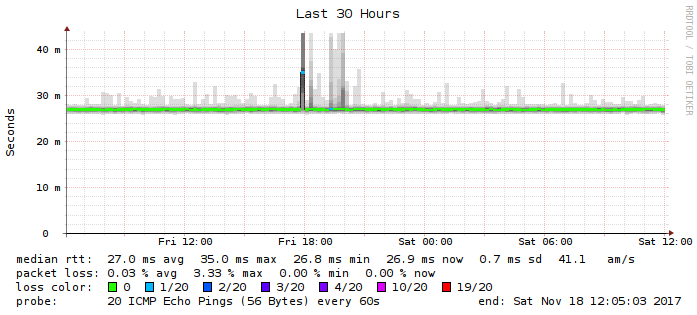 Last 30 Hours
RRDTOOL / TOBI OETIKER
Seconds
40 m
30 m
20 m
10 m
0
Fri 12:00 Fri 18:00 Sat 00:00 Sat 06:00 Sat 12:00
median rtt: 27.0 ms avg 35.0 ms max 26.8 ms min 26.9 ms now 0.7 ms sd 41.1 am/s
packet loss: 0.03 % avg 3.33 % max 0.00 % min 0.00 % now
loss color: 0 1/20 2/20 3/20 4/20 10/20 19/20
probe: 20 ICMP Echo Pings (56 Bytes) every 60s end: Sat Nov 18 12:05:03 2017